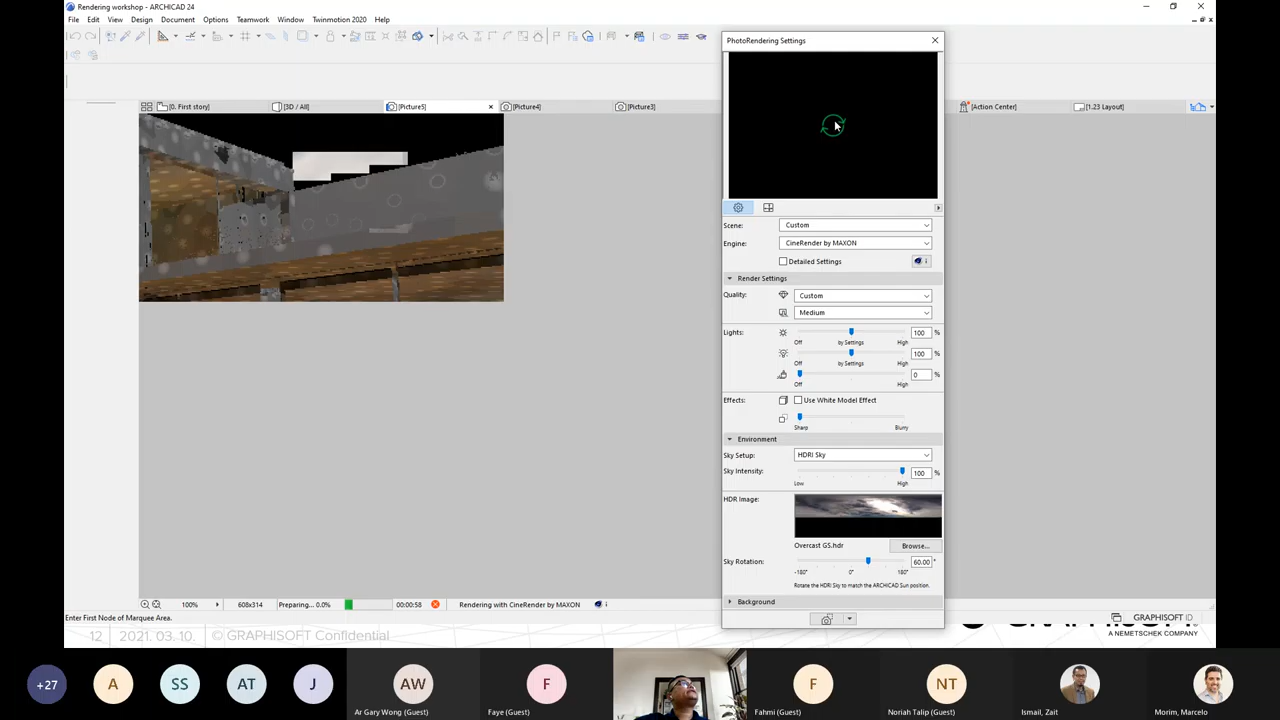 Rendering workshop - ARCHICAD 24
File Edit View Design Document Options Teamwork Window Twinmotion 2020 Help
PhotoRendering Settings
[0. First story] [3D / All] [Picture5] [Picture4] [Picture3] [Action Center] [1.23 Layout]
Scene: Custom
Engine: CineRender by MAXON
Detailed Settings
Render Settings
Quality: Custom
Medium
Lights: 100 %
Off by Settings High
100 %
Off by Settings High
0 %
Off High
Effects: Use White Model Effect
Sharp Blurry
Environment
Sky Setup: HDRI Sky
Sky Intensity: 100 %
Low High
HDR Image:
Overcast GS.hdr Browse...
Sky Rotation: 60.00 °
-180° 0° 180°
Rotate the HDRI Sky to match the ARCHICAD Sun position.
Background
100% 608x314 Preparing... 0.0% 00:00:58 Rendering with CineRender by MAXON
Enter First Node of Marquee Area.
GRAPHISOFT ID
12 2021. 03. 10. © GRAPHISOFT Confidential
A NEMETSCHEK COMPANY
+27 A SS AT J AW F F NT
Ar Gary Wong (Guest) Faye (Guest) Fahmi (Guest) Noriah Talip (Guest) Ismail, Zait Morim, Marcelo